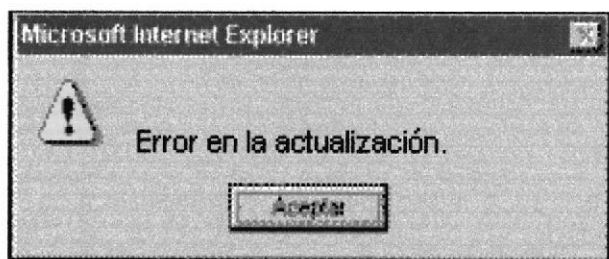 Microsoft Internet Explorer
Error en la actualización.
Aceptar